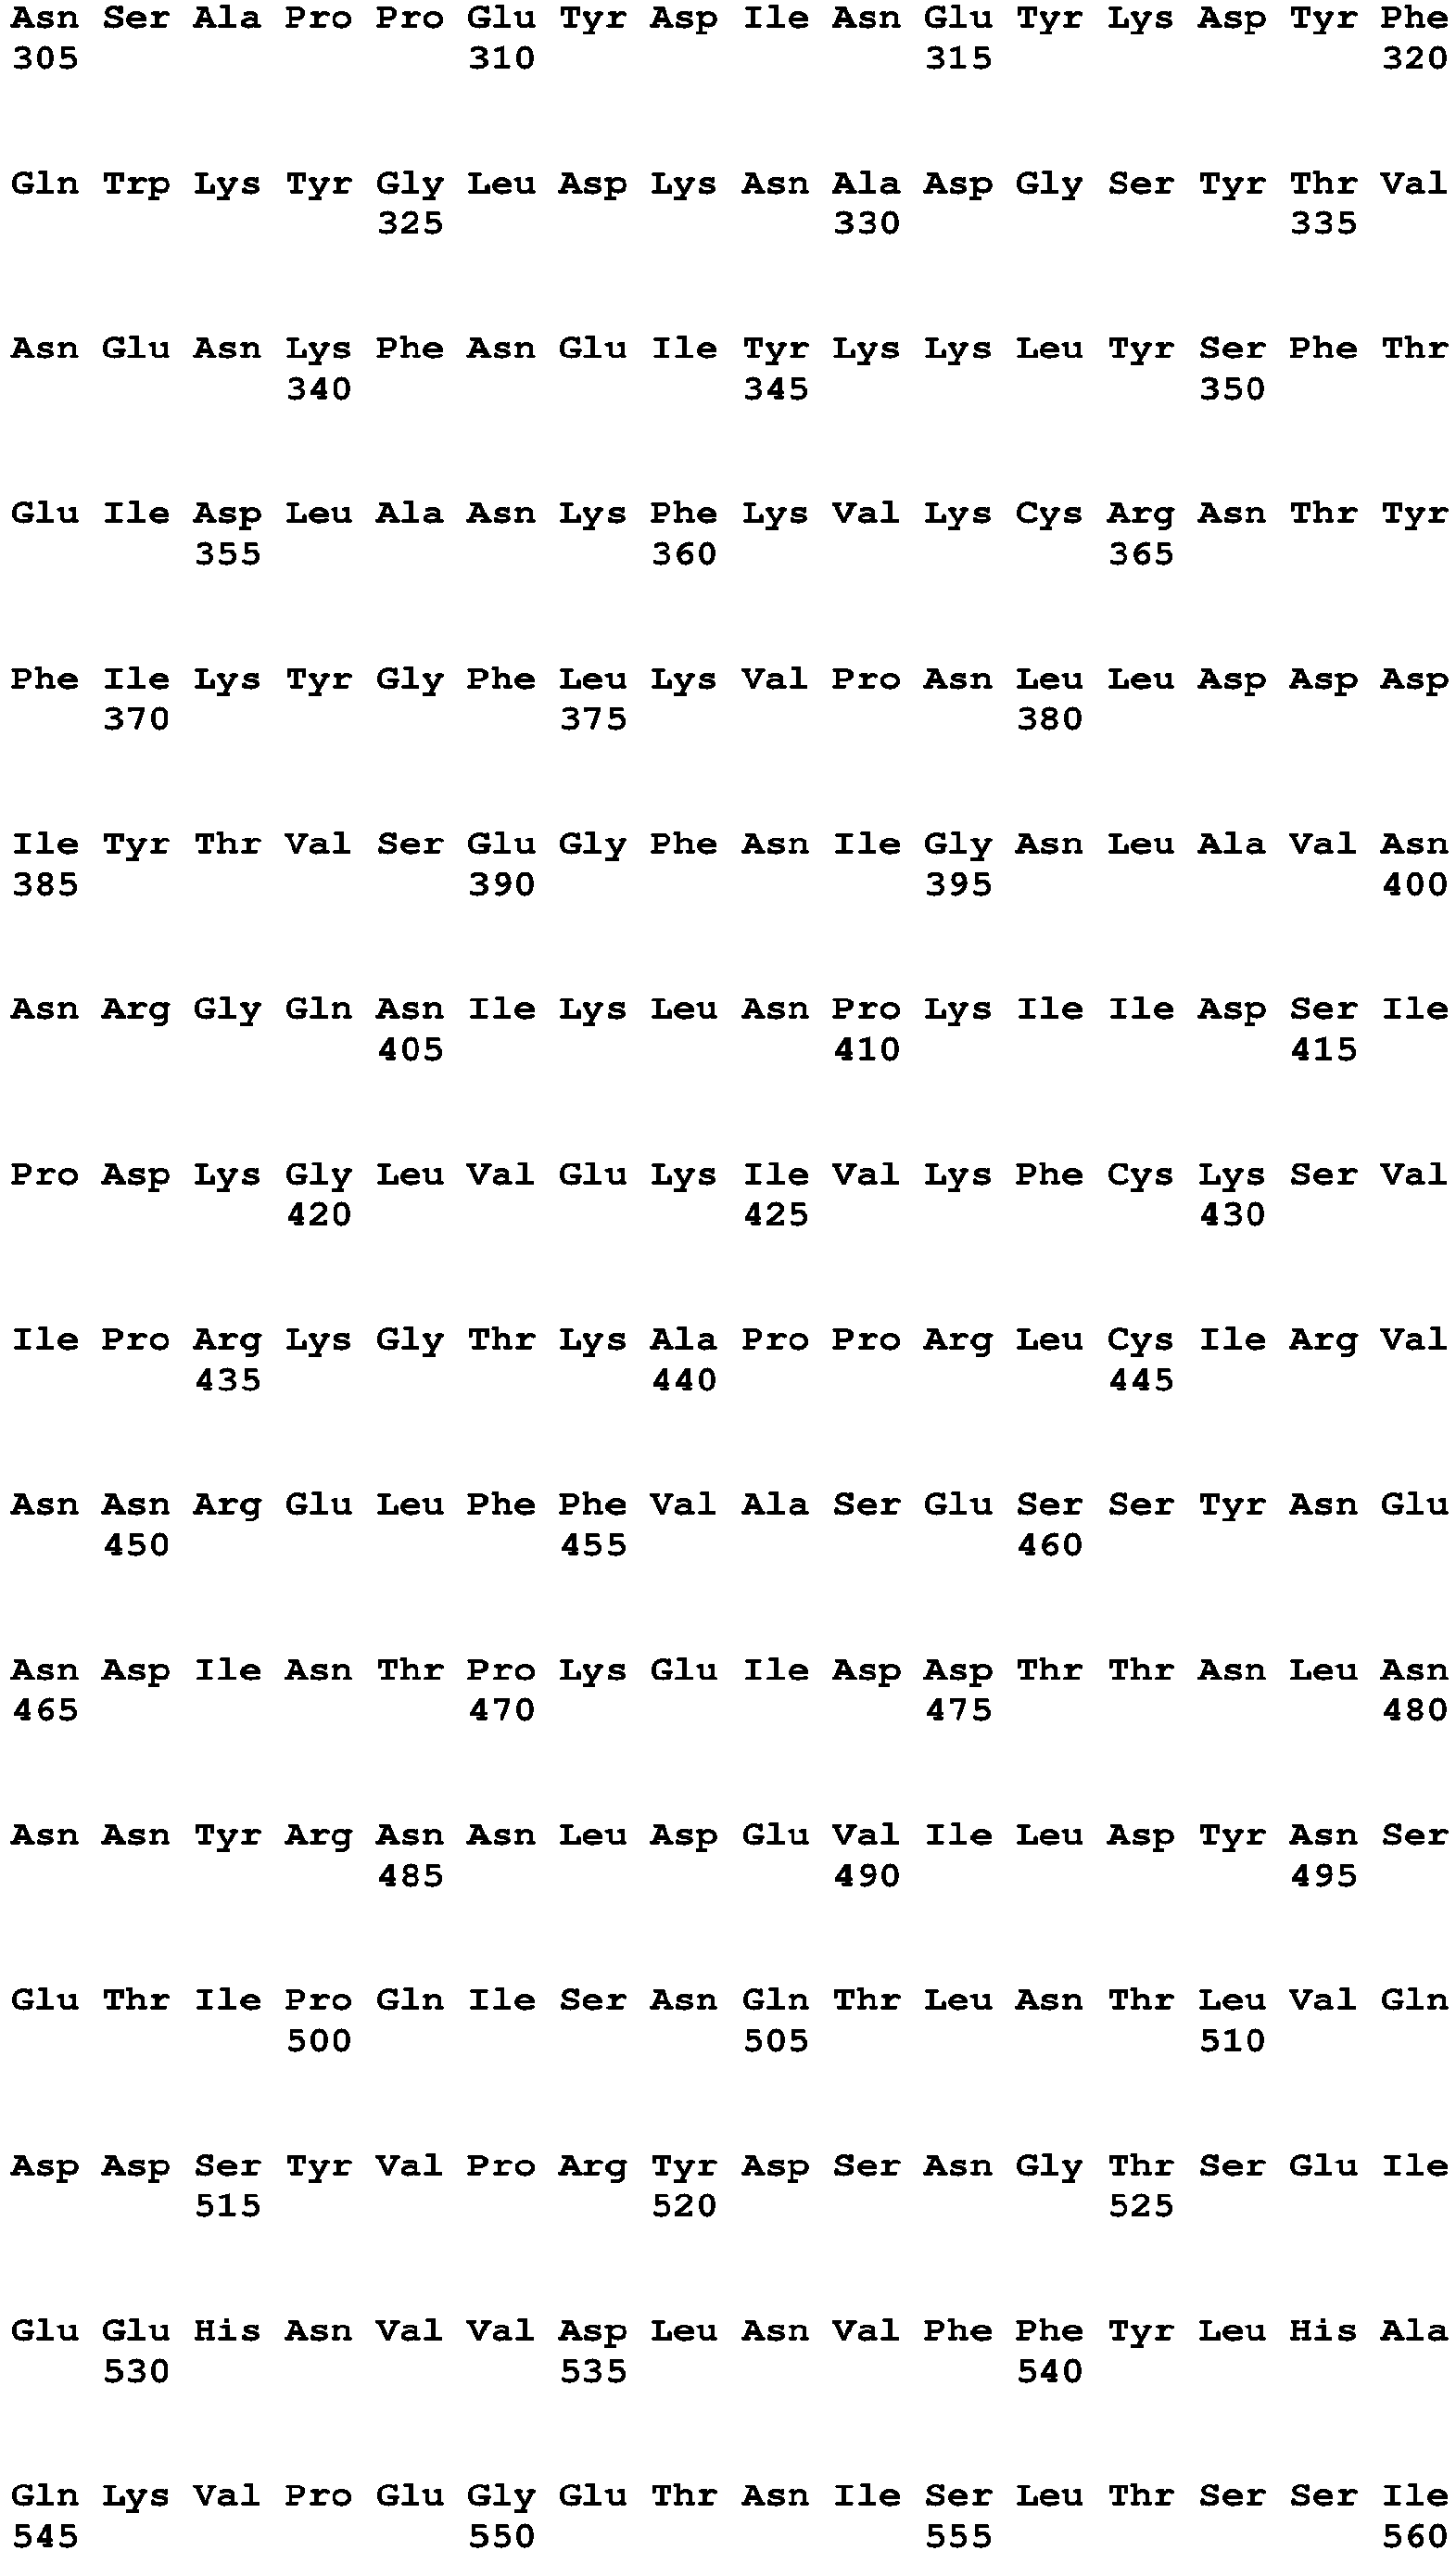 Asn Ser Ala Pro Pro Glu Tyr Asp Ile Asn Glu Tyr Lys Asp Tyr Phe
305 310 315 320
Gln Trp Lys Tyr Gly Leu Asp Lys Asn Ala Asp Gly Ser Tyr Thr Val
325 330 335
Asn Glu Asn Lys Phe Asn Glu Ile Tyr Lys Lys Leu Tyr Ser Phe Thr
340 345 350
Glu Ile Asp Leu Ala Asn Lys Phe Lys Val Lys Cys Arg Asn Thr Tyr
355 360 365
Phe Ile Lys Tyr Gly Phe Leu Lys Val Pro Asn Leu Leu Asp Asp Asp
370 375 380
Ile Tyr Thr Val Ser Glu Gly Phe Asn Ile Gly Asn Leu Ala Val Asn
385 390 395 400
Asn Arg Gly Gln Asn Ile Lys Leu Asn Pro Lys Ile Ile Asp Ser Ile
405 410 415
Pro Asp Lys Gly Leu Val Glu Lys Ile Val Lys Phe Cys Lys Ser Val
420 425 430
Ile Pro Arg Lys Gly Thr Lys Ala Pro Pro Arg Leu Cys Ile Arg Val
435 440 445
Asn Asn Arg Glu Leu Phe Phe Val Ala Ser Glu Ser Ser Tyr Asn Glu
450 455 460
Asn Asp Ile Asn Thr Pro Lys Glu Ile Asp Asp Thr Thr Asn Leu Asn
465 470 475 480
Asn Asn Tyr Arg Asn Asn Leu Asp Glu Val Ile Leu Asp Tyr Asn Ser
485 490 495
Glu Thr Ile Pro Gln Ile Ser Asn Gln Thr Leu Asn Thr Leu Val Gln
500 505 510
Asp Asp Ser Tyr Val Pro Arg Tyr Asp Ser Asn Gly Thr Ser Glu Ile
515 520 525
Glu Glu His Asn Val Val Asp Leu Asn Val Phe Phe Tyr Leu His Ala
530 535 540
Gln Lys Val Pro Glu Gly Glu Thr Asn Ile Ser Leu Thr Ser Ser Ile
545 550 555 560